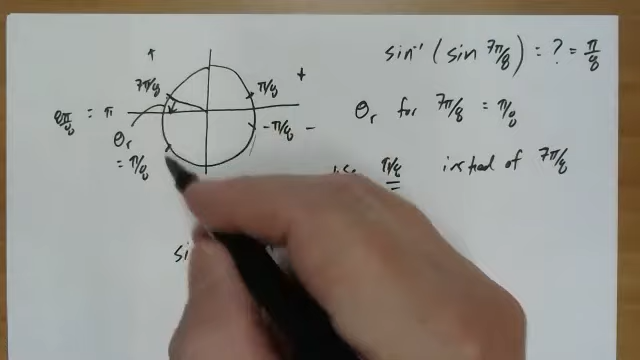 sin⁻¹ (sin 7π/8) = ? = π/8
+ +
7π/8 π/8
8π/8 = π
θr for 7π/8 = π/8
-π/8 -
θr
= π/8
π/8 instead of 7π/8
si